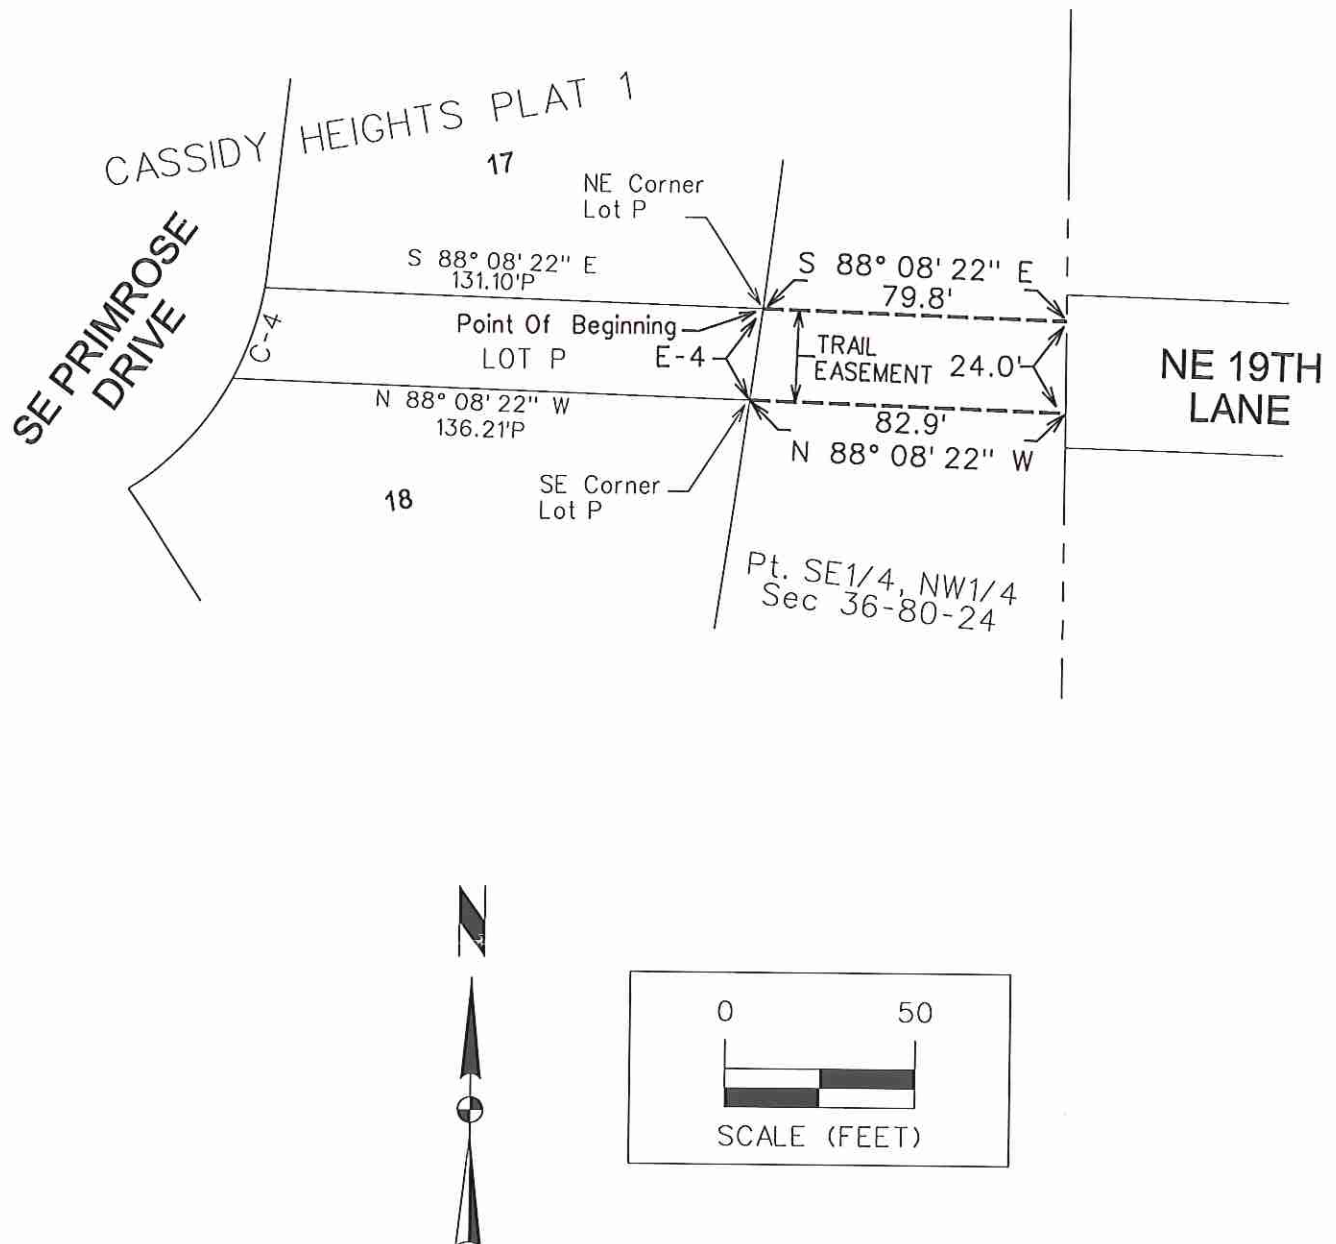 CASSIDY HEIGHTS PLAT 1
17
NE Corner
Lot P
SE PRIMROSE
DRIVE
S 88° 08' 22" E
131.10'P
S 88° 08' 22" E
79.8'
C-4
Point Of Beginning
LOT P
E-4
TRAIL
EASEMENT
24.0'
NE 19TH
LANE
N 88° 08' 22" W
136.21'P
82.9'
N 88° 08' 22" W
18
SE Corner
Lot P
Pt. SE1/4, NW1/4
Sec 36-80-24
N
0 50
SCALE (FEET)